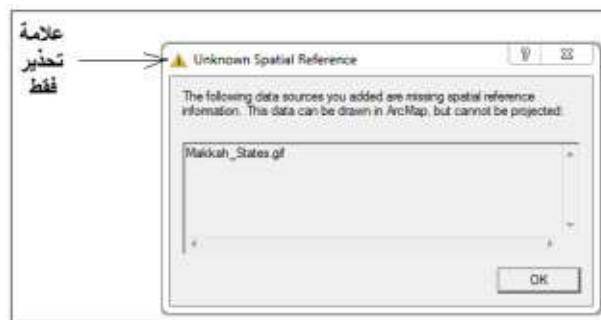 علامة
تحذير
فقط
Unknown Spatial Reference
The following data sources you added are missing spatial reference
information. This data can be drawn in ArcMap, but cannot be projected:
Makkah_States.gif
OK